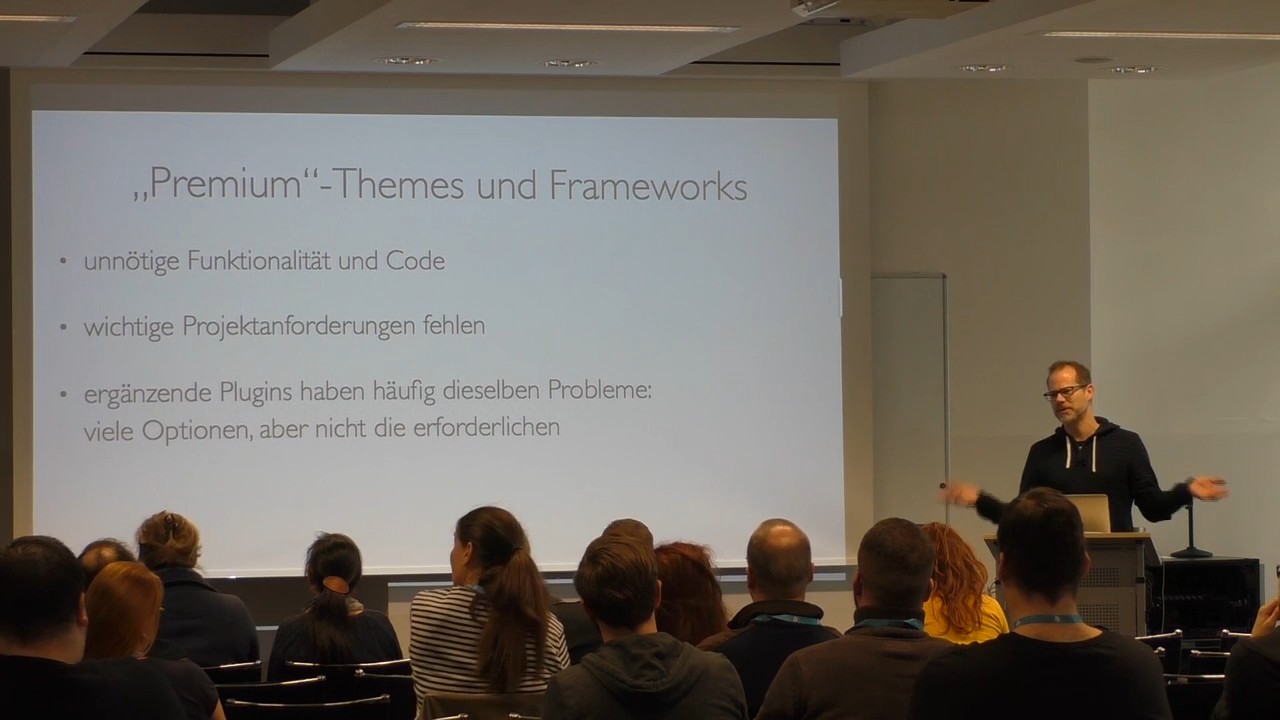 „Premium“-Themes und Frameworks
• unnötige Funktionalität und Code
• wichtige Projektanforderungen fehlen
• ergänzende Plugins haben häufig dieselben Probleme:
viele Optionen, aber nicht die erforderlichen